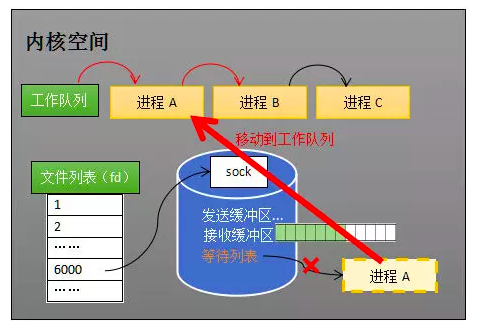 内核空间
工作队列
进程 A
进程 B
进程 C
移动到工作队列
文件列表（fd）
1
2
……
6000
……
sock
发送缓冲区...
接收缓冲区
等待列表
进程 A